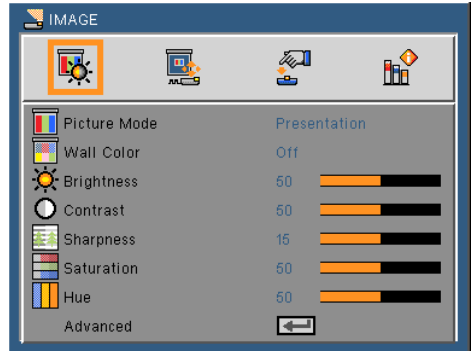 IMAGE
Picture Mode Presentation
Wall Color Off
Brightness 50
Contrast 50
Sharpness 15
Saturation 50
Hue 50
Advanced